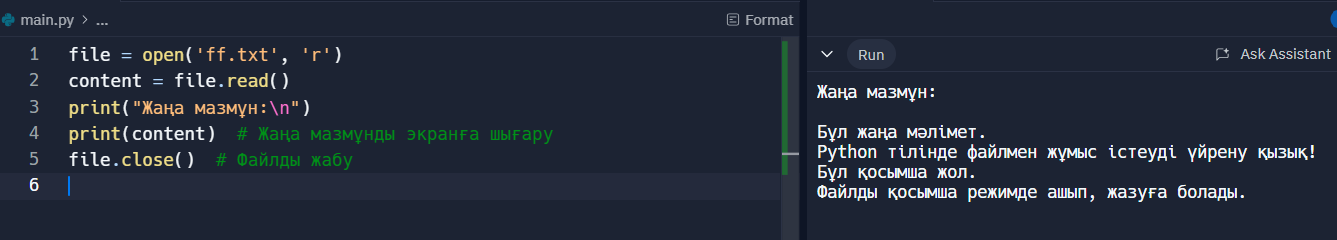 main.py > ...
Format
1 file = open('ff.txt', 'r')
2 content = file.read()
3 print("Жаңа мазмұн:\n")
4 print(content)  # Жаңа мазмұнды экранға шығару
5 file.close()  # Файлды жабу
6
Run
Ask Assistant
Жаңа мазмұн:
Бұл жаңа мәлімет.
Python тілінде файлмен жұмыс істеуді үйрену қызық!
Бұл қосымша жол.
Файлды қосымша режимде ашып, жазуға болады.